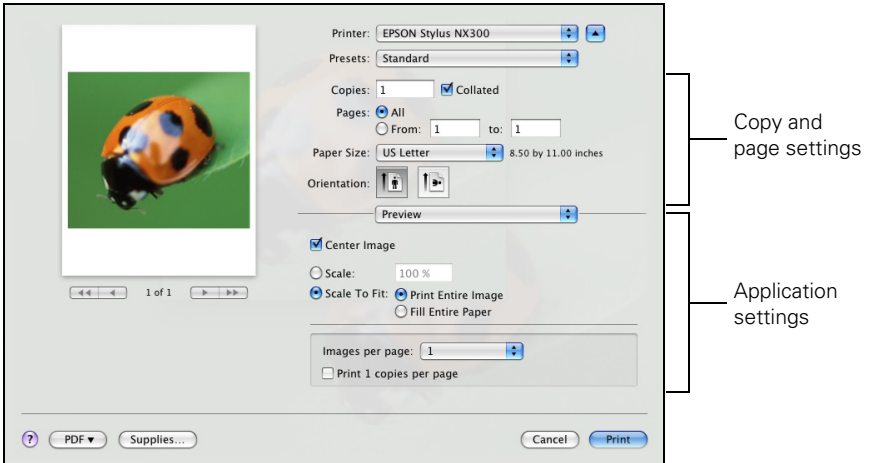 Printer: EPSON Stylus NX300
Presets: Standard
Copies: 1 Collated
Pages: All
From: 1 to: 1
Paper Size: US Letter 8.50 by 11.00 inches
Orientation:
Preview
Center Image
Scale: 100 %
Scale To Fit: Print Entire Image
Fill Entire Paper
Images per page: 1
Print 1 copies per page
1 of 1
? PDF Supplies... Cancel Print
Copy and
page settings
Application
settings